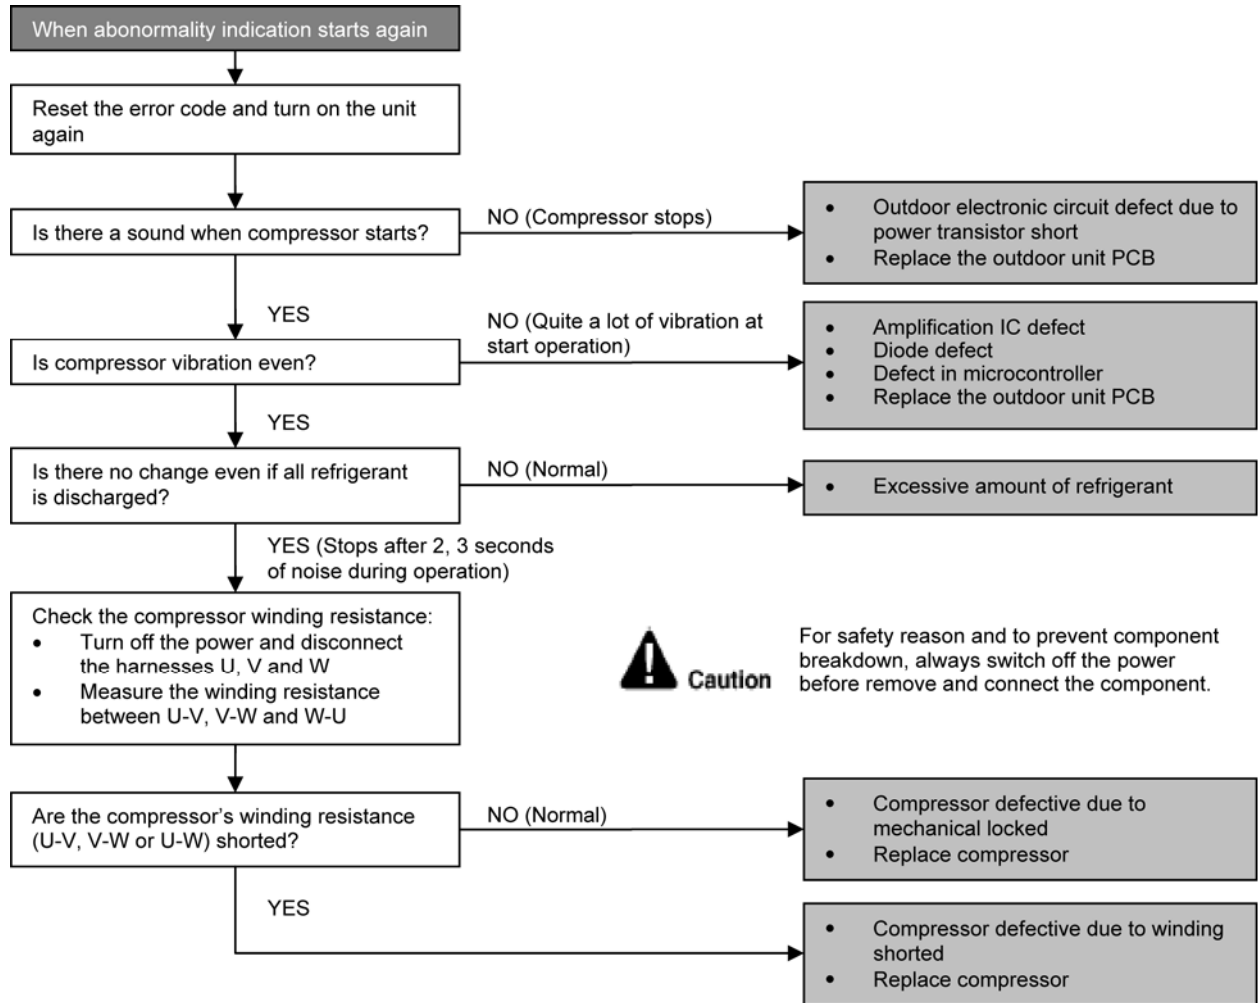 When abonormality indication starts again
Reset the error code and turn on the unit
again
Is there a sound when compressor starts?
NO (Compressor stops)
• Outdoor electronic circuit defect due to
power transistor short
• Replace the outdoor unit PCB
YES
Is compressor vibration even?
NO (Quite a lot of vibration at
start operation)
• Amplification IC defect
• Diode defect
• Defect in microcontroller
• Replace the outdoor unit PCB
YES
Is there no change even if all refrigerant
is discharged?
NO (Normal)
• Excessive amount of refrigerant
YES (Stops after 2, 3 seconds
of noise during operation)
Check the compressor winding resistance:
• Turn off the power and disconnect
the harnesses U, V and W
• Measure the winding resistance
between U-V, V-W and W-U
Caution
For safety reason and to prevent component
breakdown, always switch off the power
before remove and connect the component.
Are the compressor’s winding resistance
(U-V, V-W or U-W) shorted?
NO (Normal)
• Compressor defective due to
mechanical locked
• Replace compressor
YES
• Compressor defective due to winding
shorted
• Replace compressor